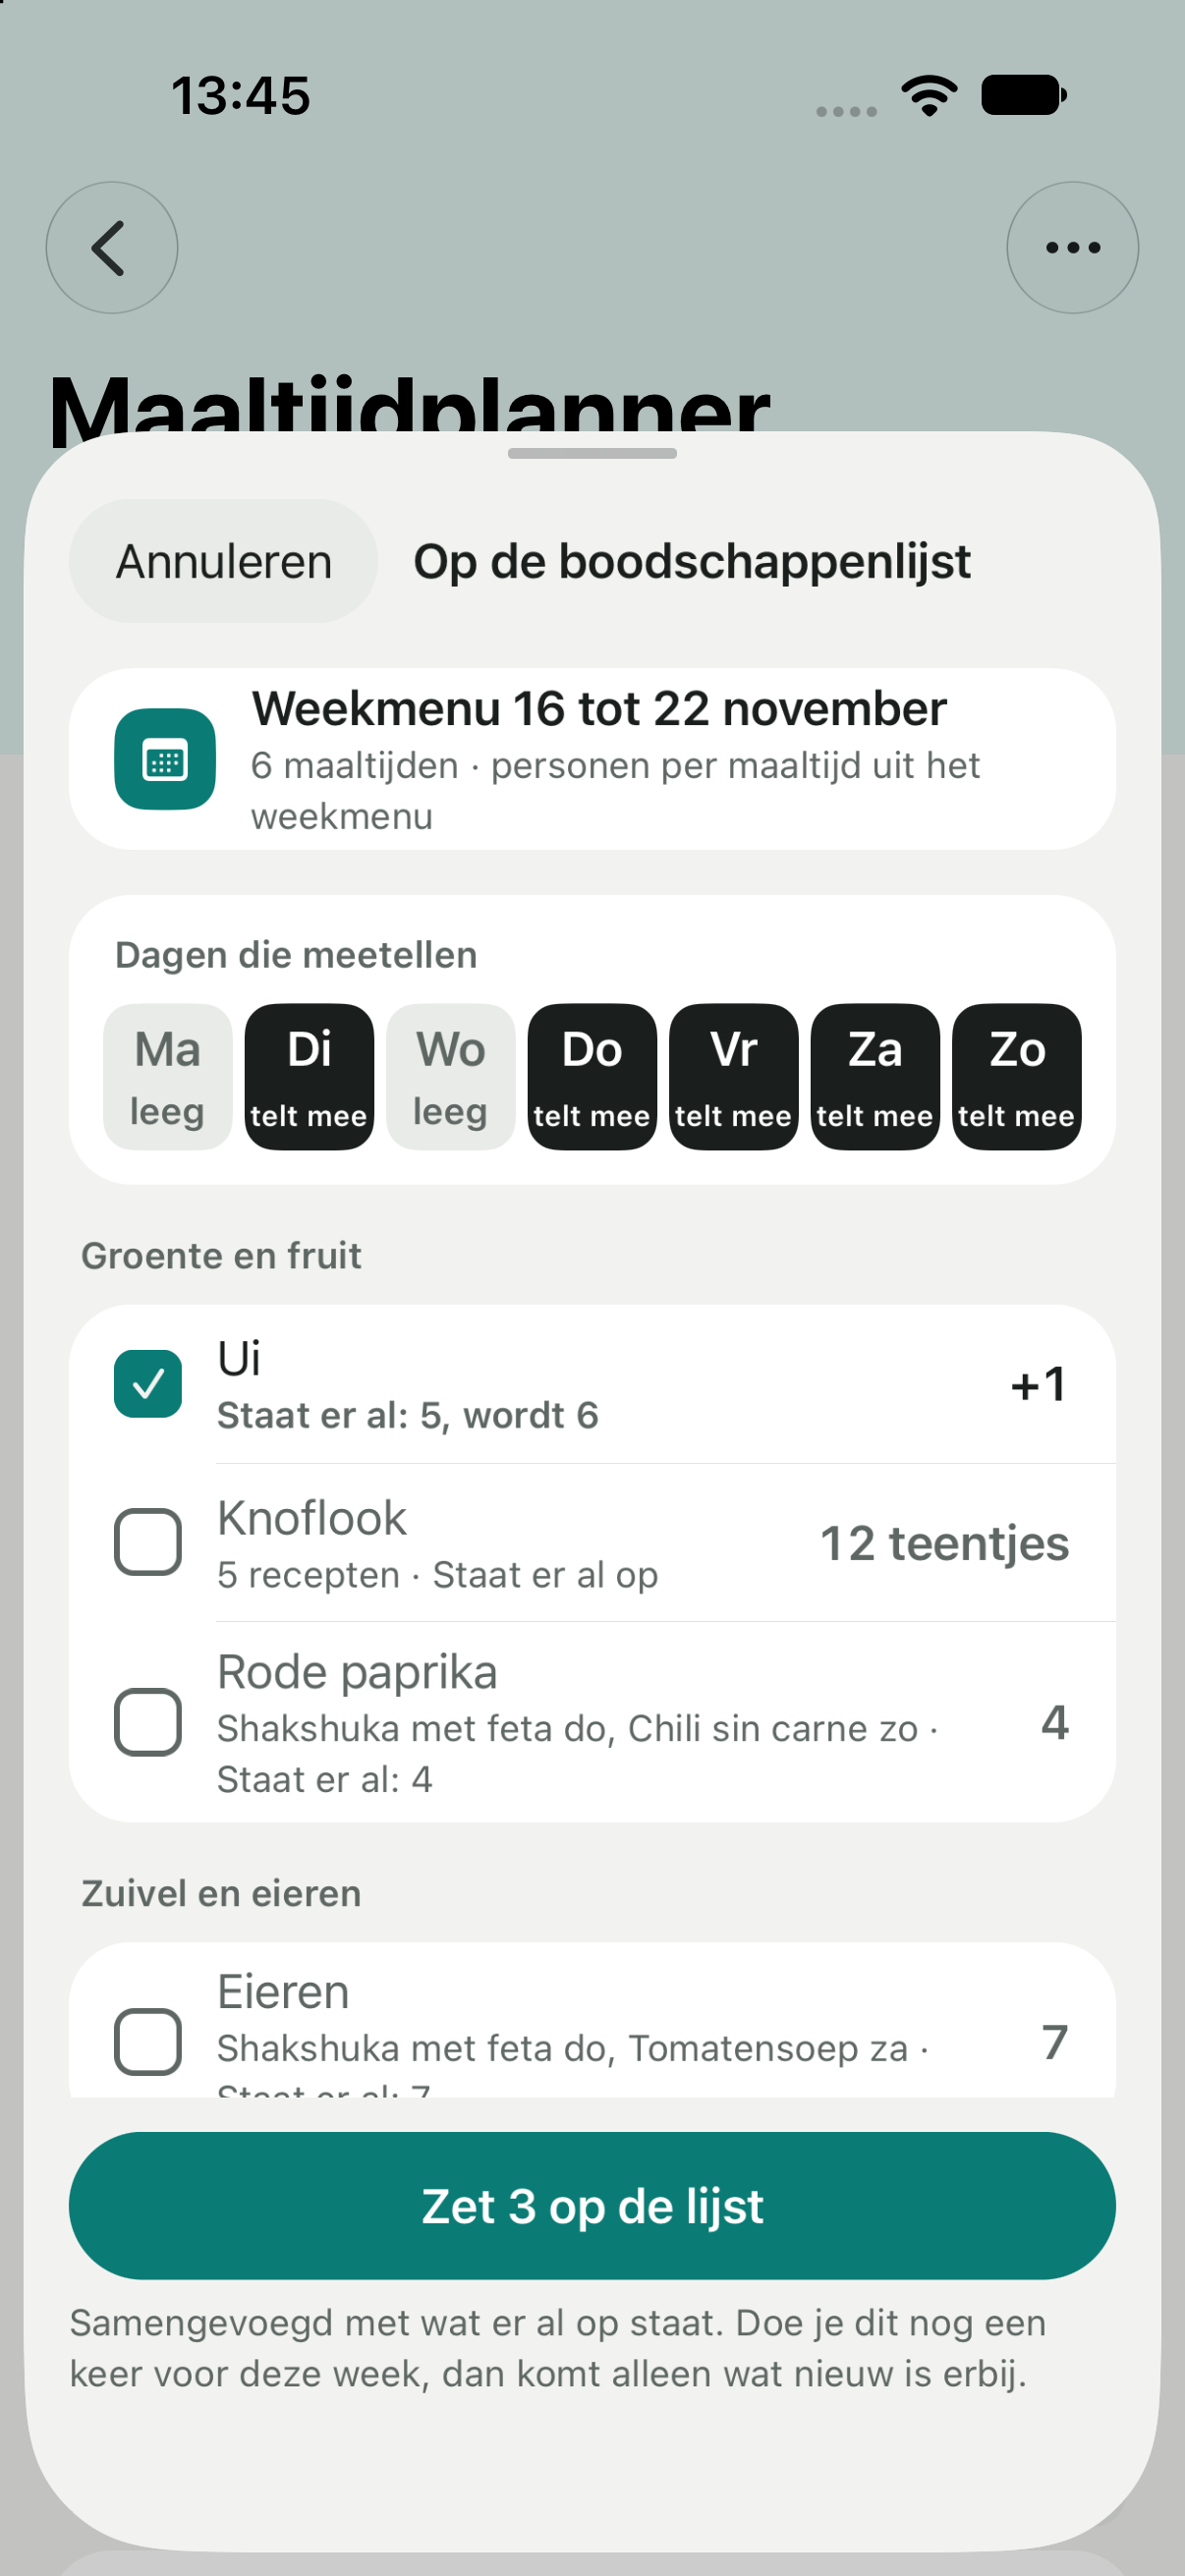 13:45
Maaltijdplanner
Annuleren
Op de boodschappenlijst
Weekmenu 16 tot 22 november
6 maaltijden · personen per maaltijd uit het
weekmenu
Dagen die meetellen
Ma Di Wo Do Vr Za Zo
leeg telt mee leeg telt mee telt mee telt mee telt mee
Groente en fruit
Ui
Staat er al: 5, wordt 6
+1
Knoflook
5 recepten · Staat er al op
12 teentjes
Rode paprika
Shakshuka met feta do, Chili sin carne zo ·
Staat er al: 4
4
Zuivel en eieren
Eieren
Shakshuka met feta do, Tomatensoep za ·
Staat er al: 7
7
Zet 3 op de lijst
Samengevoegd met wat er al op staat. Doe je dit nog een
keer voor deze week, dan komt alleen wat nieuw is erbij.